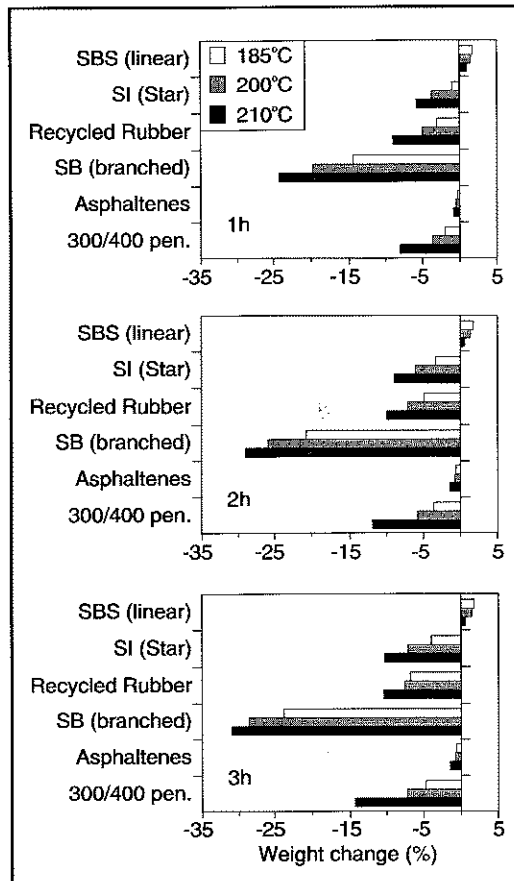 185°C
200°C
210°C
SBS (linear)
SI (Star)
Recycled Rubber
SB (branched)
Asphaltenes
300/400 pen.
1h
-35 -25 -15 -5 5
SBS (linear)
SI (Star)
Recycled Rubber
SB (branched)
Asphaltenes
300/400 pen.
2h
-35 -25 -15 -5 5
SBS (linear)
SI (Star)
Recycled Rubber
SB (branched)
Asphaltenes
300/400 pen.
3h
-35 -25 -15 -5 5
Weight change (%)